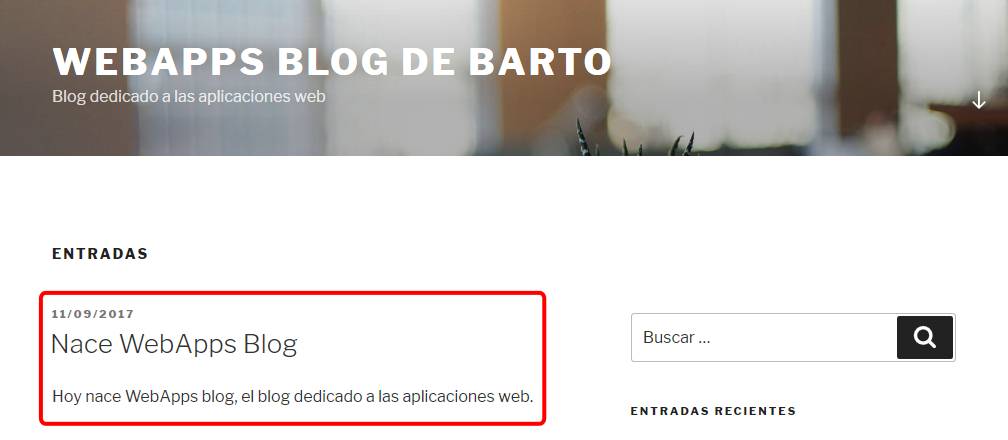 WEBAPPS BLOG DE BARTO
Blog dedicado a las aplicaciones web
ENTRADAS
11/09/2017
Nace WebApps Blog
Hoy nace WebApps blog, el blog dedicado a las aplicaciones web.
Buscar ...
ENTRADAS RECIENTES